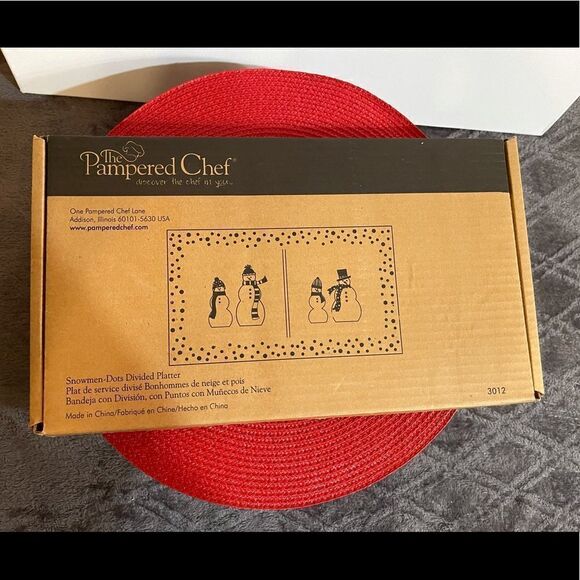 The
Pampered Chef®
discover the chef in you™
One Pampered Chef Lane
Addison, Illinois 60101-5630 USA
www.pamperedchef.com
Snowmen-Dots Divided Platter
Plat de service divisé Bonhommes de neige et pois
Bandeja con División, con Puntos con Muñecos de Nieve
Made in China/Fabriqué en Chine/Hecho en China
3012